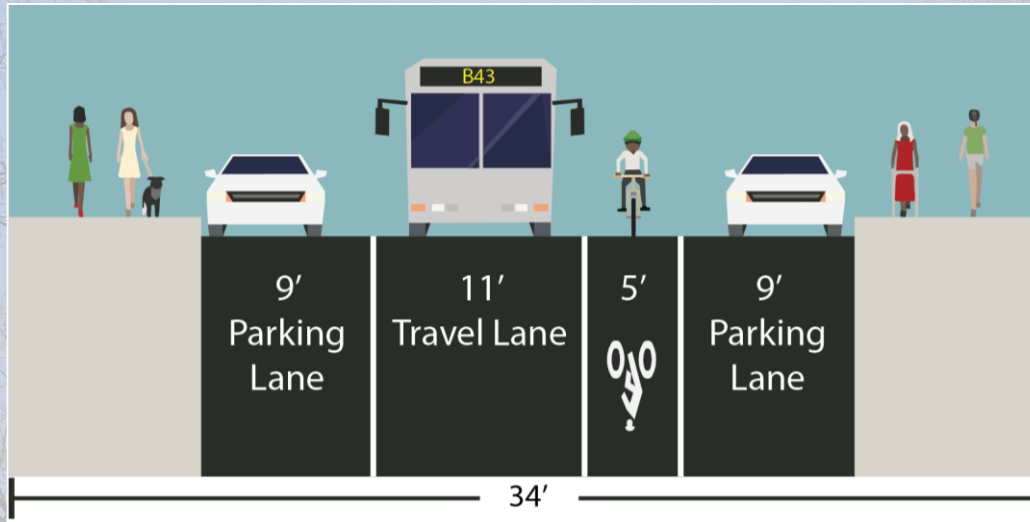 B43
9’
Parking
Lane
11’
Travel Lane
5’
9’
Parking
Lane
34’